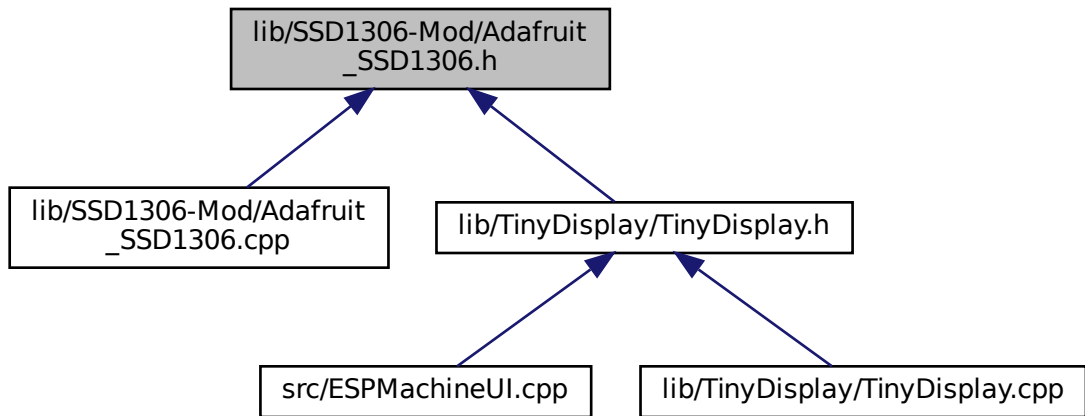 lib/SSD1306-Mod/Adafruit
_SSD1306.h
lib/SSD1306-Mod/Adafruit
_SSD1306.cpp
lib/TinyDisplay/TinyDisplay.h
src/ESPMachineUI.cpp
lib/TinyDisplay/TinyDisplay.cpp